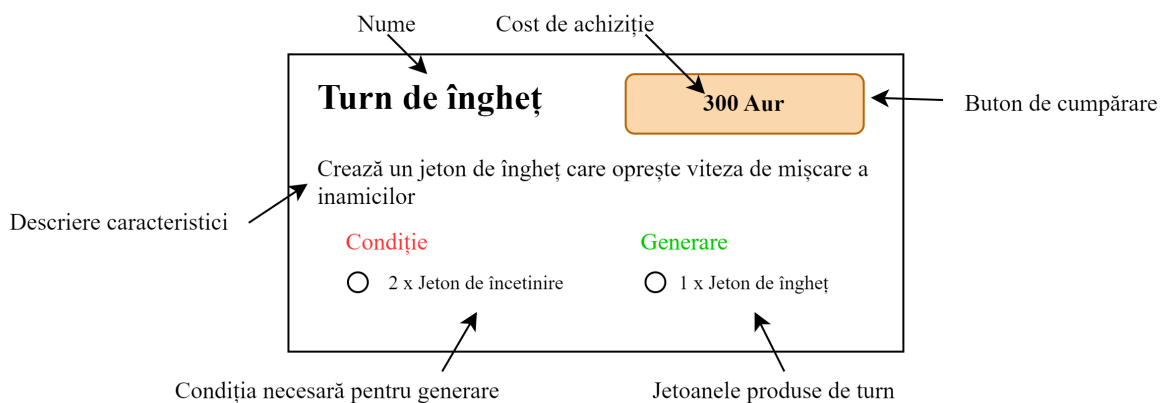 Nume
Cost de achiziție
Turn de îngheț
300 Aur
Buton de cumpărare
Crează un jeton de îngheț care oprește viteza de mișcare a
inamicilor
Descriere caracteristici
Condiție
Generare
2 x Jeton de încetinire
1 x Jeton de îngheț
Condiția necesară pentru generare
Jetoanele produse de turn